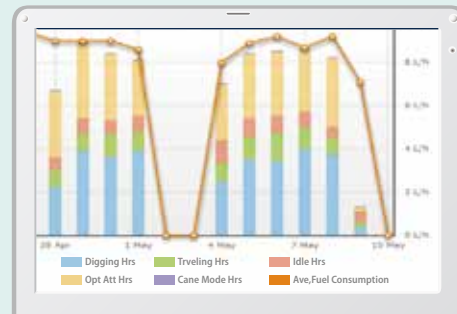 8 L/h
6 L/h
4 L/h
2 L/h
0 L/h
28 Apr 1 May 4 May 7 May 10 May
Digging Hrs Trveling Hrs Idle Hrs
Opt Att Hrs Cane Mode Hrs Ave,Fuel Consumption